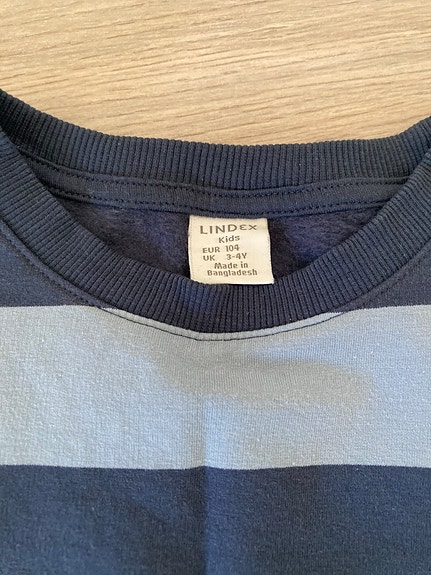 LINDEX
Kids
EUR 104
UK 3-4Y
Made in
Bangladesh